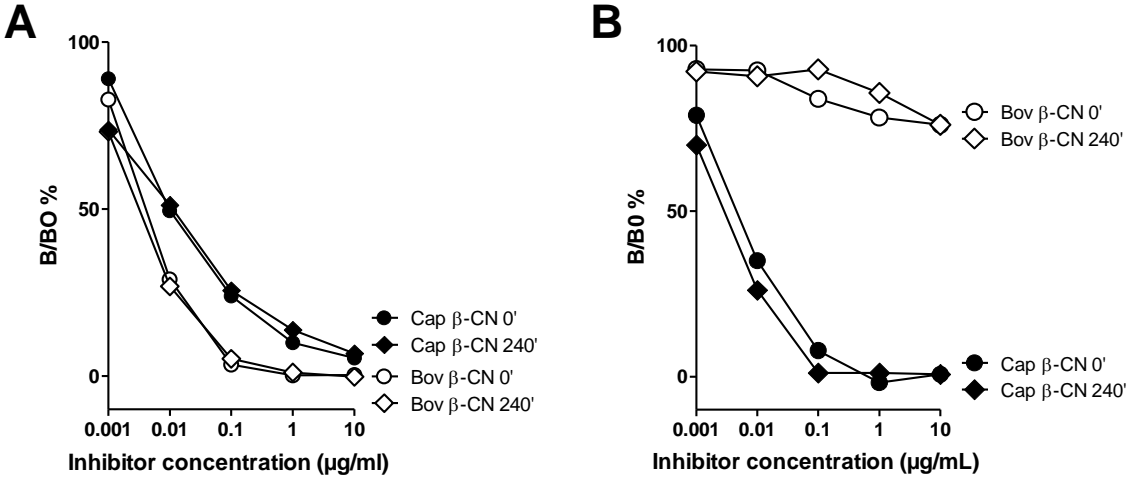 A
100
50
0
B/BO %
0.001 0.01 0.1 1 10
Inhibitor concentration (µg/ml)
Cap β-CN 0'
Cap β-CN 240'
Bov β-CN 0'
Bov β-CN 240'
B
100
50
0
B/B0 %
0.001 0.01 0.1 1 10
Inhibitor concentration (µg/mL)
Bov β-CN 0'
Bov β-CN 240'
Cap β-CN 0'
Cap β-CN 240'